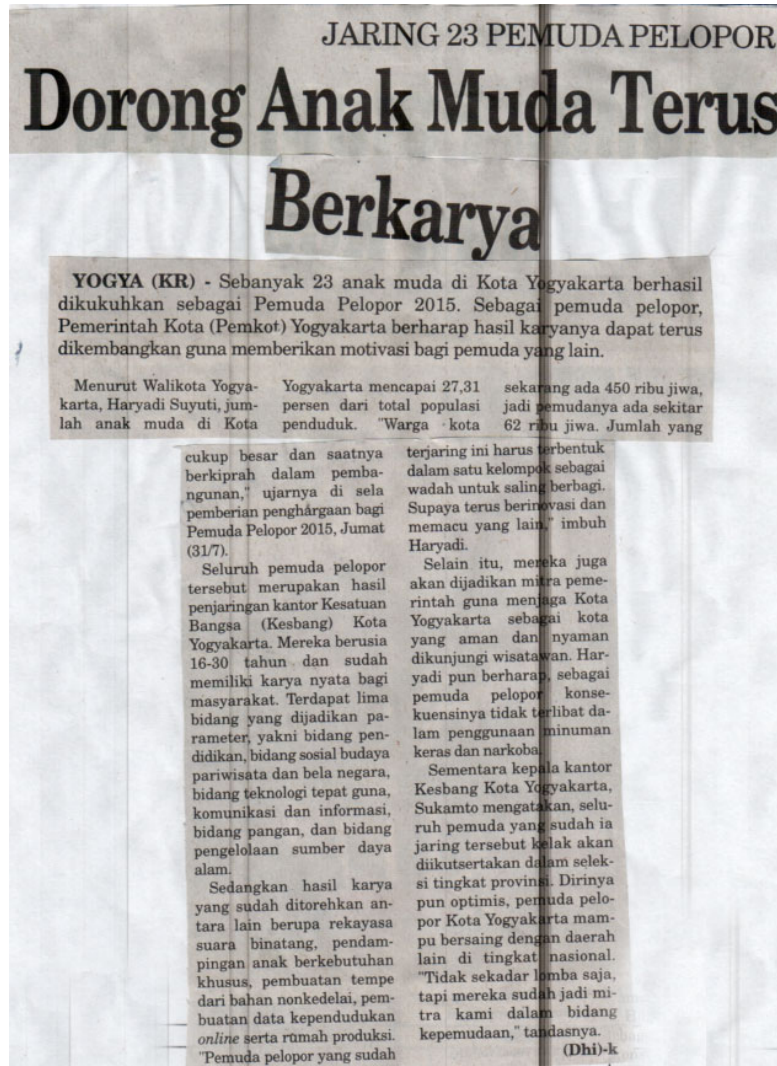 JARING 23 PEMUDA PELOPOR
Dorong Anak Muda Terus
Berkarya
YOGYA (KR) - Sebanyak 23 anak muda di Kota Yogyakarta berhasil
dikukuhkan sebagai Pemuda Pelopor 2015. Sebagai pemuda pelopor,
Pemerintah Kota (Pemkot) Yogyakarta berharap hasil karyanya dapat terus
dikembangkan guna memberikan motivasi bagi pemuda yang lain.
Menurut Walikota Yogya-
karta, Haryadi Suyuti, jum-
lah anak muda di Kota
Yogyakarta mencapai 27,31
persen dari total populasi
penduduk. "Warga kota
sekarang ada 450 ribu jiwa,
jadi pemudanya ada sekitar
62 ribu jiwa. Jumlah yang
cukup besar dan saatnya
berkiprah dalam pemba-
ngunan," ujarnya di sela
pemberian penghargaan bagi
Pemuda Pelopor 2015, Jumat
(31/7).
Seluruh pemuda pelopor
tersebut merupakan hasil
penjaringan kantor Kesatuan
Bangsa (Kesbang) Kota
Yogyakarta. Mereka berusia
16-30 tahun dan sudah
memiliki karya nyata bagi
masyarakat. Terdapat lima
bidang yang dijadikan pa-
rameter, yakni bidang pen-
didikan, bidang sosial budaya
pariwisata dan bela negara,
bidang teknologi tepat guna,
komunikasi dan informasi,
bidang pangan, dan bidang
pengelolaan sumber daya
alam.
Sedangkan hasil karya
yang sudah ditorehkan an-
tara lain berupa rekayasa
suara binatang, pendam-
pingan anak berkebutuhan
khusus, pembuatan tempe
dari bahan nonkedelai, pem-
buatan data kependudukan
online serta rumah produksi.
"Pemuda pelopor yang sudah
terjaring ini harus terbentuk
dalam satu kelompok sebagai
wadah untuk saling berbagi.
Supaya terus berinovasi dan
memacu yang lain," imbuh
Haryadi.
Selain itu, mereka juga
akan dijadikan mitra peme-
rintah guna menjaga Kota
Yogyakarta sebagai kota
yang aman dan nyaman
dikunjungi wisatawan. Har-
yadi pun berharap, sebagai
pemuda pelopor konse-
kuensinya tidak terlibat da-
lam penggunaan minuman
keras dan narkoba.
Sementara kepala kantor
Kesbang Kota Yogyakarta,
Sukamto mengatakan, selu-
ruh pemuda yang sudah ia
jaring tersebut kelak akan
diikutsertakan dalam selek-
si tingkat provinsi. Dirinya
pun optimis, pemuda pelo-
por Kota Yogyakarta mam-
pu bersaing dengan daerah
lain di tingkat nasional.
"Tidak sekadar lomba saja,
tapi mereka sudah jadi mi-
tra kami dalam bidang
kepemudaan," tandasnya.
(Dhi)-k